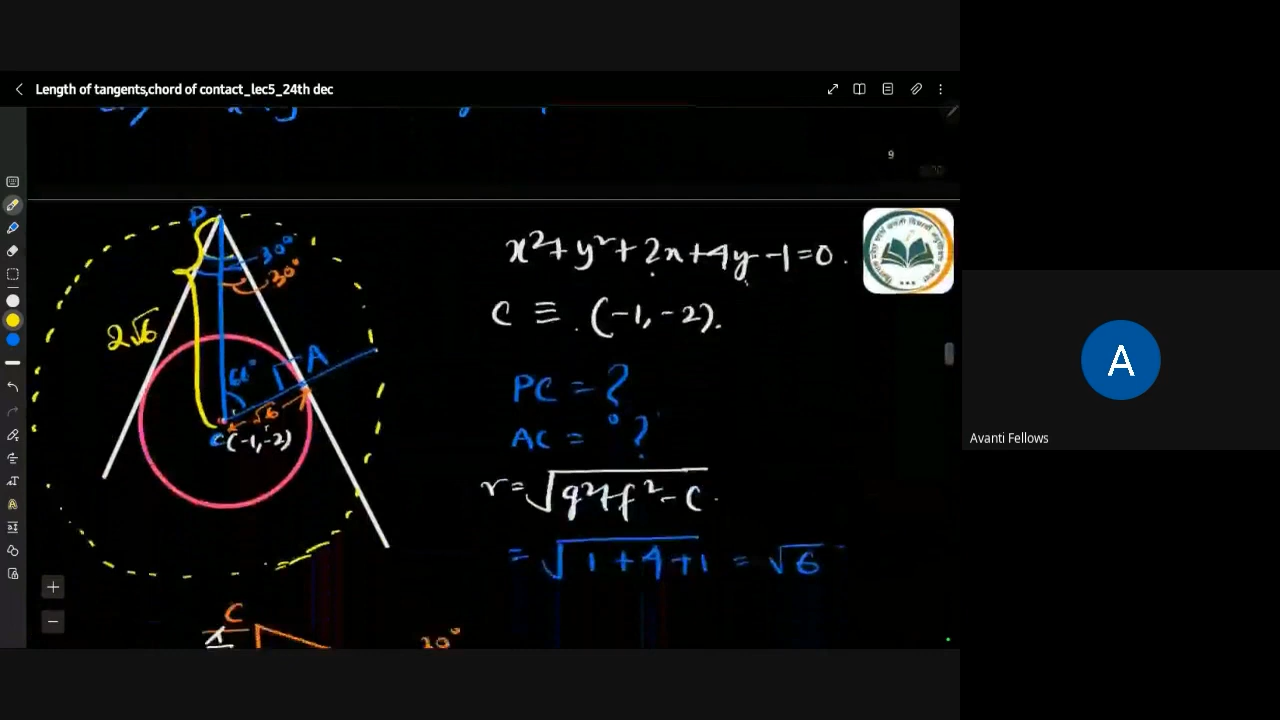 Length of tangents,chord of contact_lec5_24th dec
9
P
30°
30°
2√6
A
60°
√6
C(-1,-2)
x²+y²+2x+4y-1=0.
C ≡ (-1,-2).
PC = ?
AC = ?
r=√g²+f²-c
=√1+4+1 = √6
C
A
Avanti Fellows